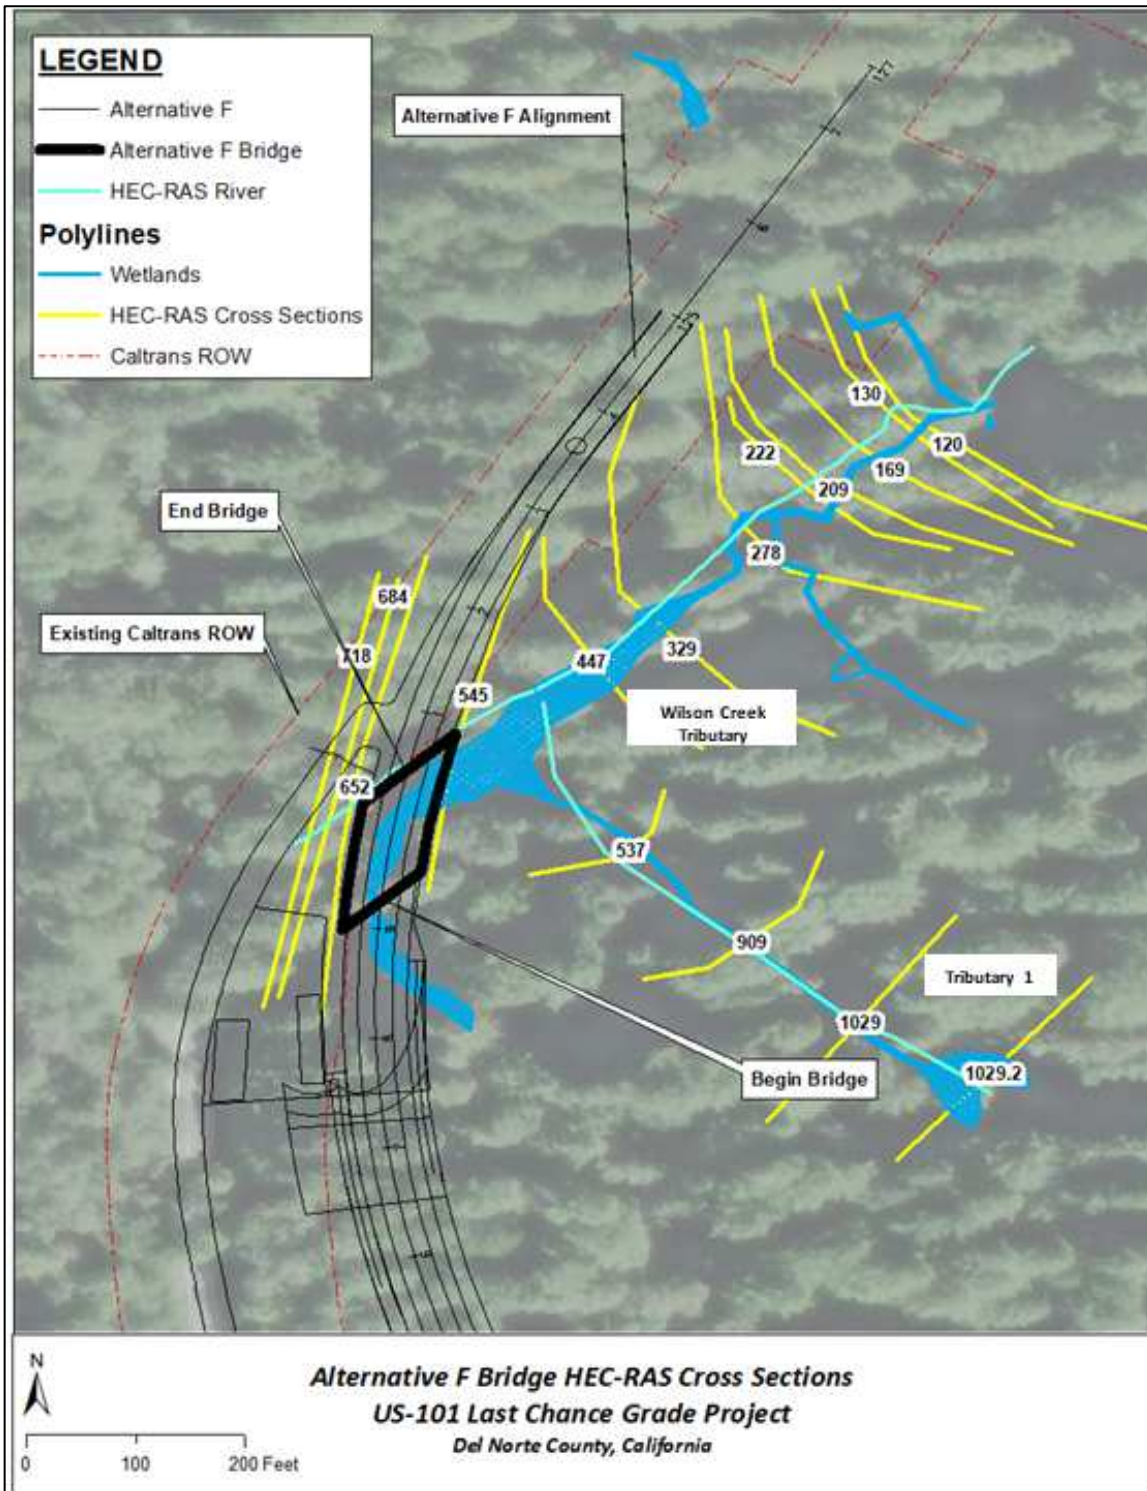 LEGEND
Alternative F
Alternative F Bridge
HEC-RAS River
Polylines
Wetlands
HEC-RAS Cross Sections
Caltrans ROW
Alternative F Alignment
End Bridge
Existing Caltrans ROW
130
120
222
169
209
278
684
718
447
329
545
Wilson Creek
Tributary
652
537
909
Tributary 1
1029
1029.2
Begin Bridge
N
0 100 200 Feet
Alternative F Bridge HEC-RAS Cross Sections
US-101 Last Chance Grade Project
Del Norte County, California